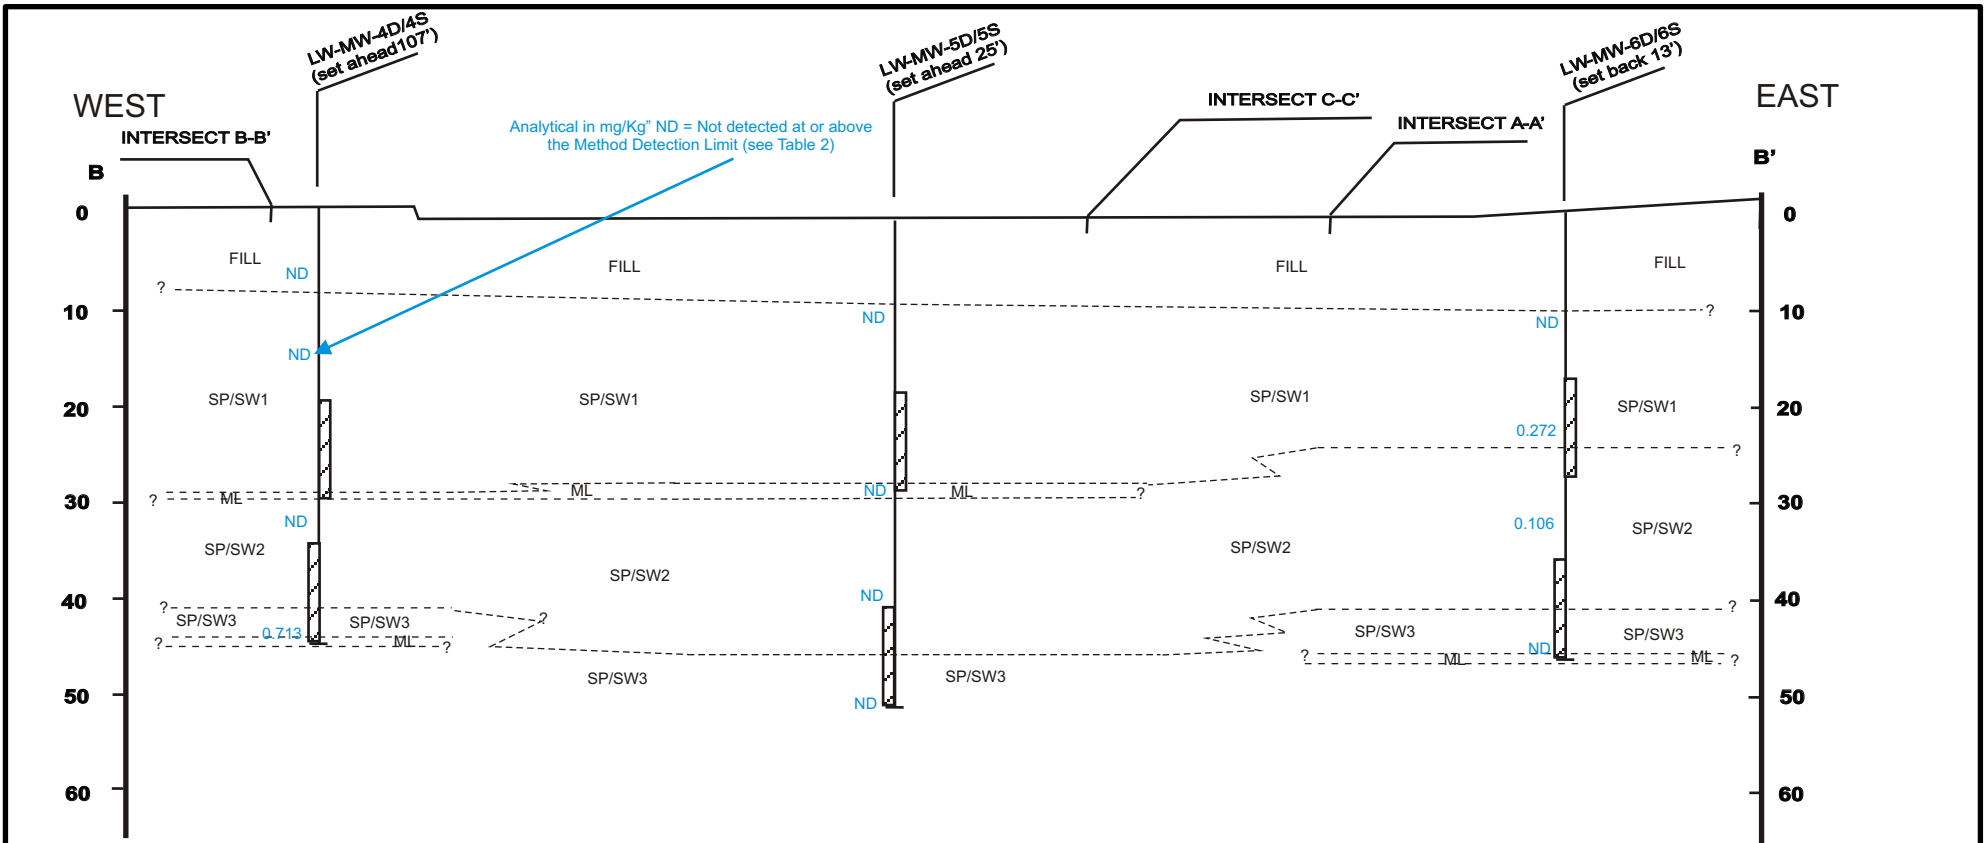 LW-MW-4D/4S
(set ahead107')
LW-MW-5D/5S
(set ahead 25')
LW-MW-6D/6S
(set back 13')
WEST
EAST
INTERSECT B-B'
Analytical in mg/Kg" ND = Not detected at or above
the Method Detection Limit (see Table 2)
INTERSECT C-C'
INTERSECT A-A'
B
B'
0
0
FILL
ND
FILL
FILL
FILL
?
?
10
ND
ND
10
ND
SP/SW1
SP/SW1
SP/SW1
SP/SW1
20
20
0.272
?
?
ML
ML
ND
ML
?
30
30
ND
0.106
SP/SW2
SP/SW2
SP/SW2
SP/SW2
40
ND
40
?
?
?
SP/SW3
SP/SW3
SP/SW3
SP/SW3
0.713
?
ML
?
ND
?
ML
ML
?
SP/SW3
SP/SW3
50
ND
50
60
60